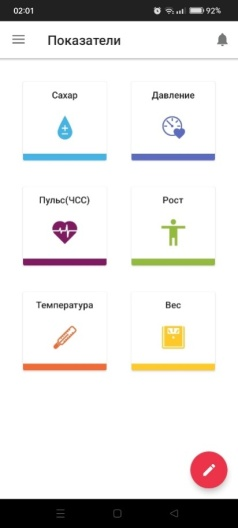 02:01 92%
Показатели
Сахар Давление
Пульс(ЧСС) Рост
Температура Вес